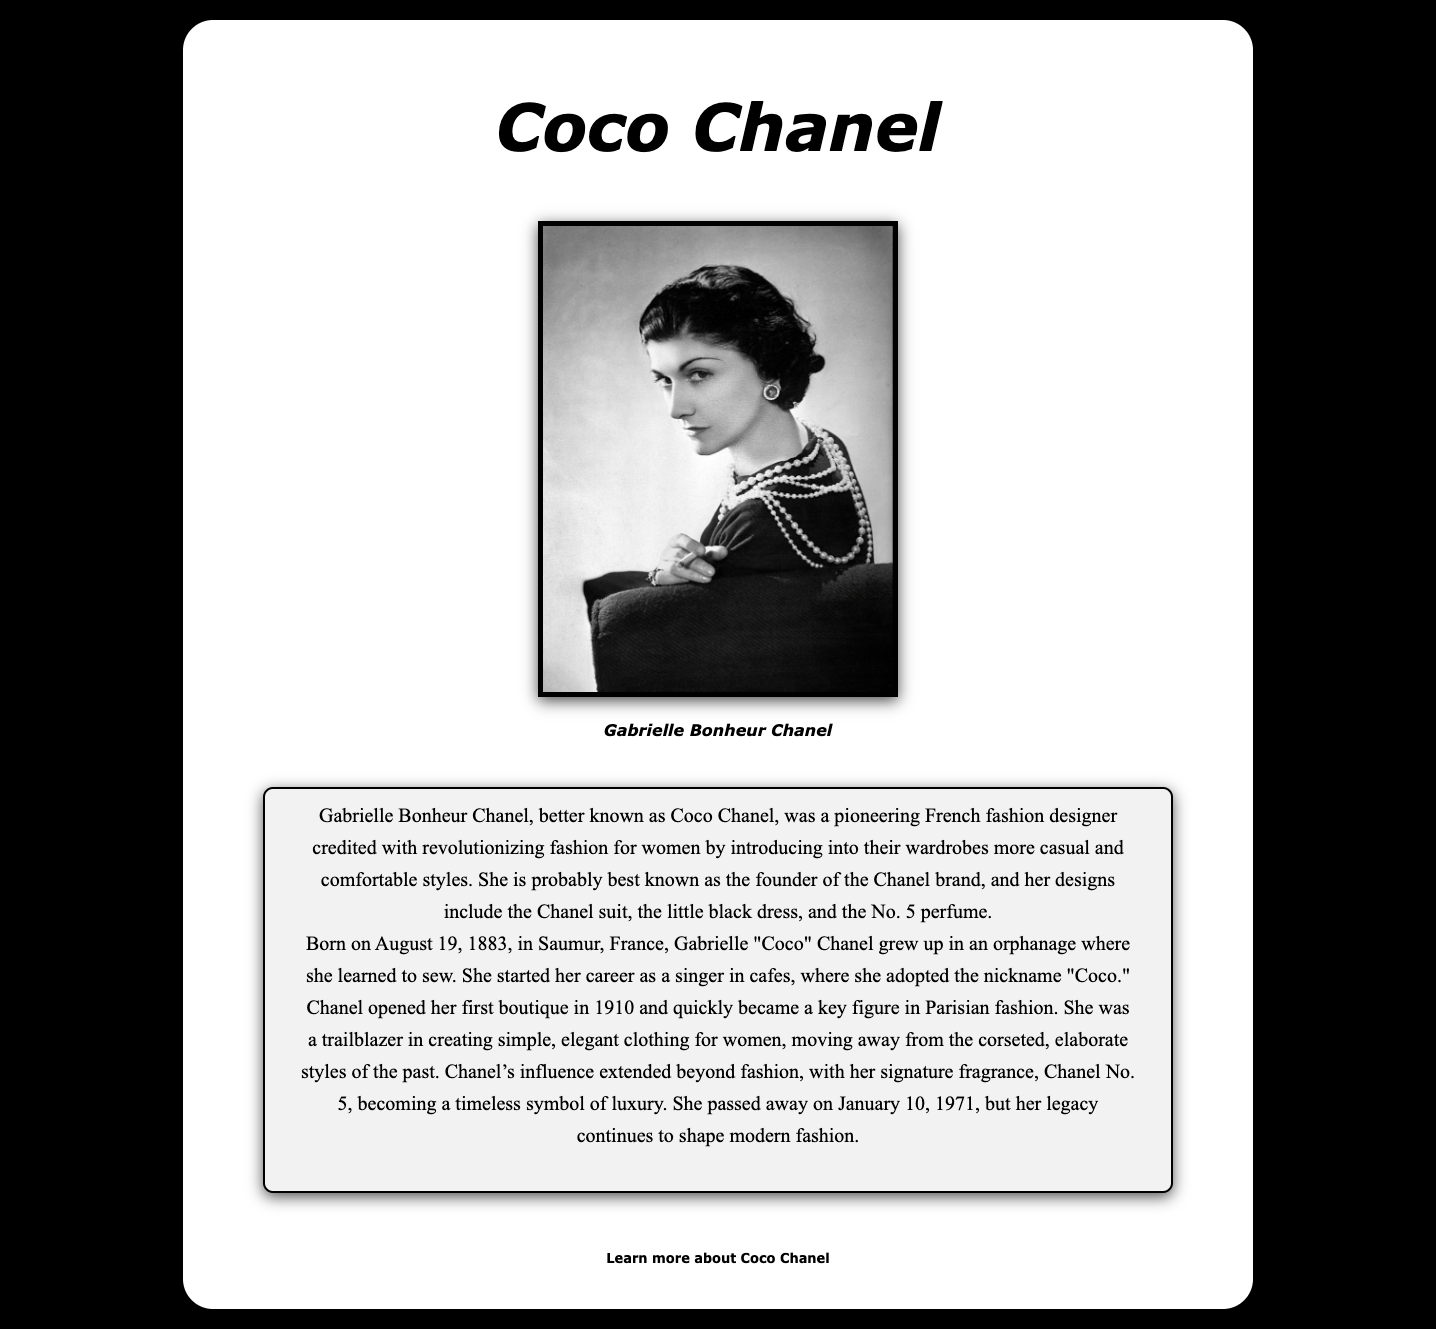 Coco Chanel
Gabrielle Bonheur Chanel
Gabrielle Bonheur Chanel, better known as Coco Chanel, was a pioneering French fashion designer
credited with revolutionizing fashion for women by introducing into their wardrobes more casual and
comfortable styles. She is probably best known as the founder of the Chanel brand, and her designs
include the Chanel suit, the little black dress, and the No. 5 perfume.
Born on August 19, 1883, in Saumur, France, Gabrielle "Coco" Chanel grew up in an orphanage where
she learned to sew. She started her career as a singer in cafes, where she adopted the nickname "Coco."
Chanel opened her first boutique in 1910 and quickly became a key figure in Parisian fashion. She was
a trailblazer in creating simple, elegant clothing for women, moving away from the corseted, elaborate
styles of the past. Chanel’s influence extended beyond fashion, with her signature fragrance, Chanel No.
5, becoming a timeless symbol of luxury. She passed away on January 10, 1971, but her legacy
continues to shape modern fashion.
Learn more about Coco Chanel